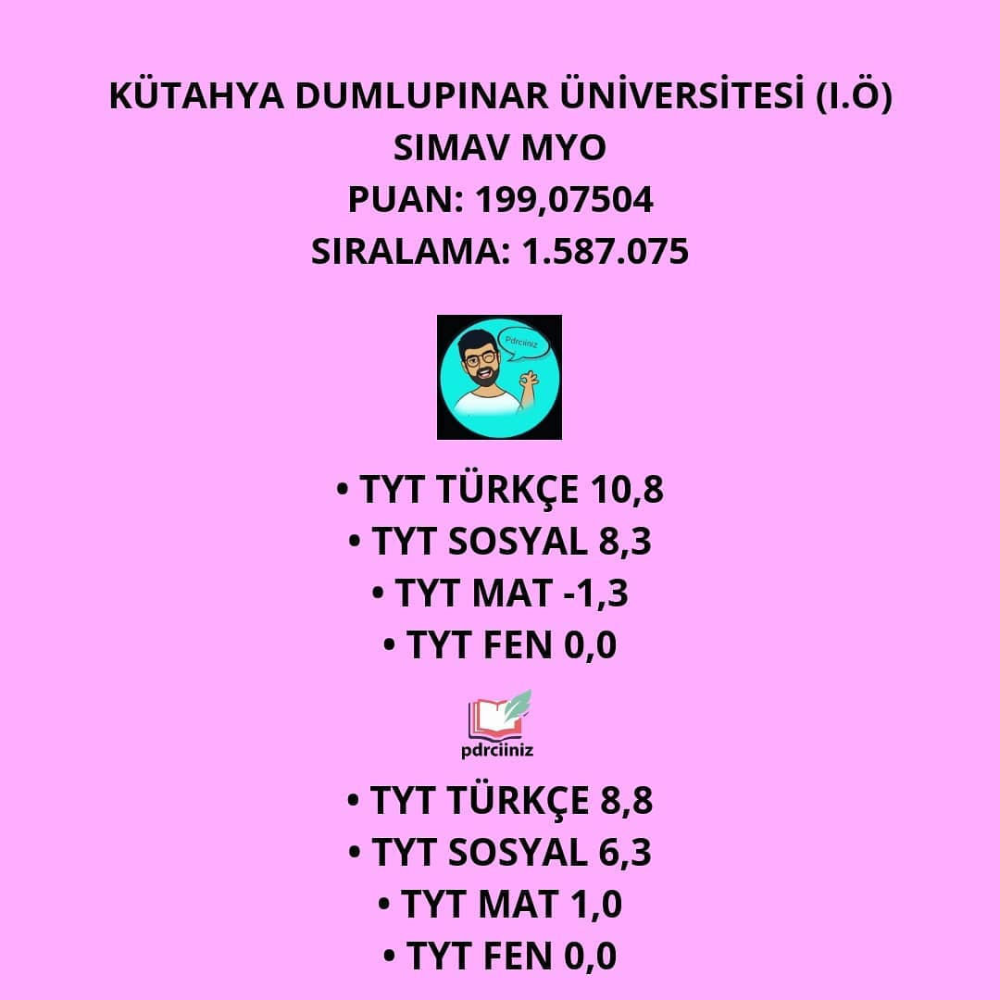 KÜTAHYA DUMLUPINAR ÜNİVERSİTESİ (I.Ö)
SIMAV MYO
PUAN: 199,07504
SIRALAMA: 1.587.075
Pdrciiniz
• TYT TÜRKÇE 10,8
• TYT SOSYAL 8,3
• TYT MAT -1,3
• TYT FEN 0,0
pdrciiniz
• TYT TÜRKÇE 8,8
• TYT SOSYAL 6,3
• TYT MAT 1,0
• TYT FEN 0,0